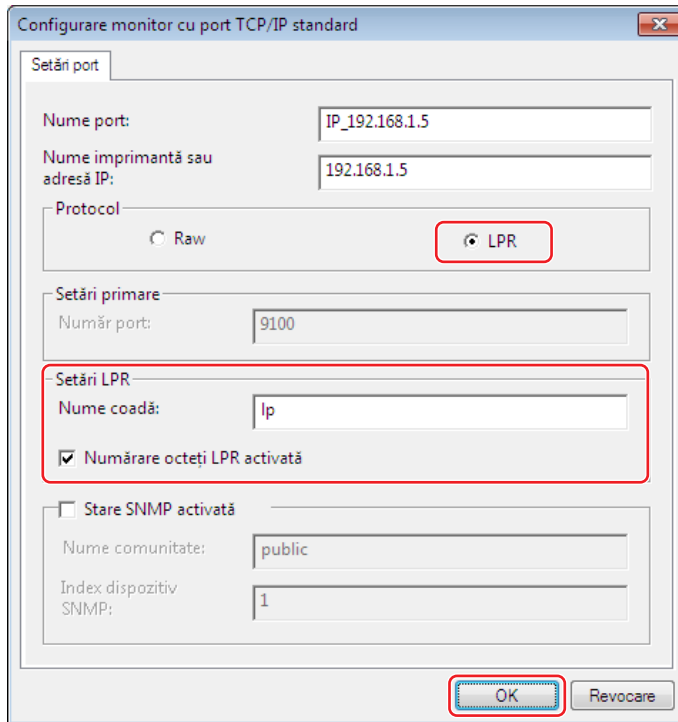 Configurare monitor cu port TCP/IP standard
Setări port
Nume port:
IP_192.168.1.5
Nume imprimantă sau
adresă IP:
192.168.1.5
Protocol
Raw
LPR
Setări primare
Număr port:
9100
Setări LPR
Nume coadă:
lp
Numărare octeți LPR activată
Stare SNMP activată
Nume comunitate:
public
Index dispozitiv
SNMP:
1
OK
Revocare